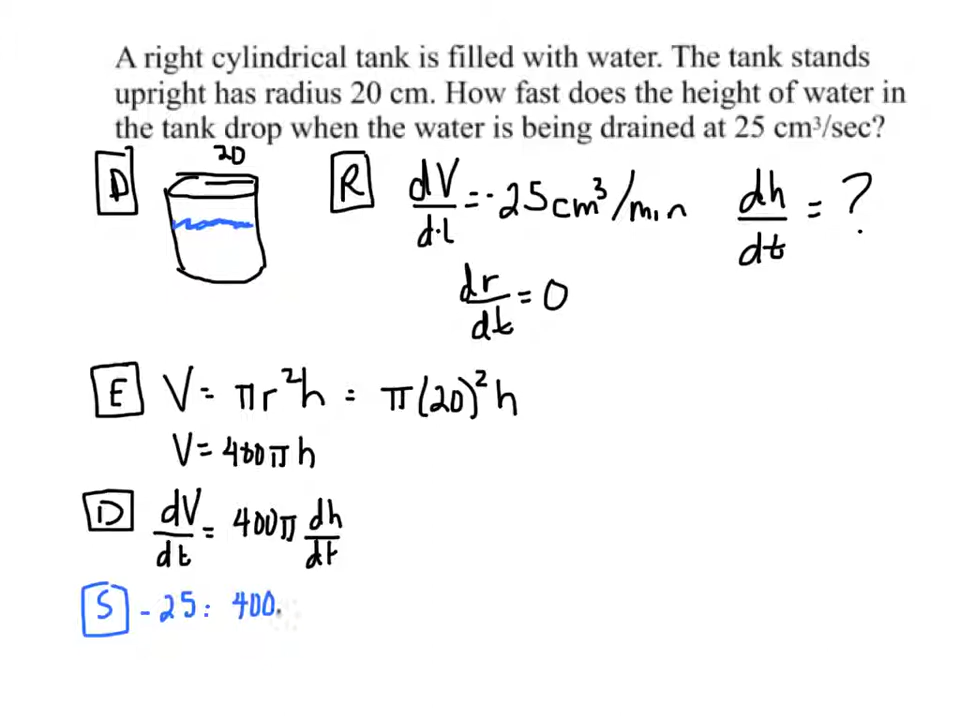 A right cylindrical tank is filled with water. The tank stands
upright has radius 20 cm. How fast does the height of water in
the tank drop when the water is being drained at 25 cm³/sec?
D 20 R dV/dt = -25 cm³/min dh/dt = ?
dr/dt = 0
E V = πr²h = π(20)²h
V = 400πh
D dV/dt = 400π dh/dt
S -25 = 400